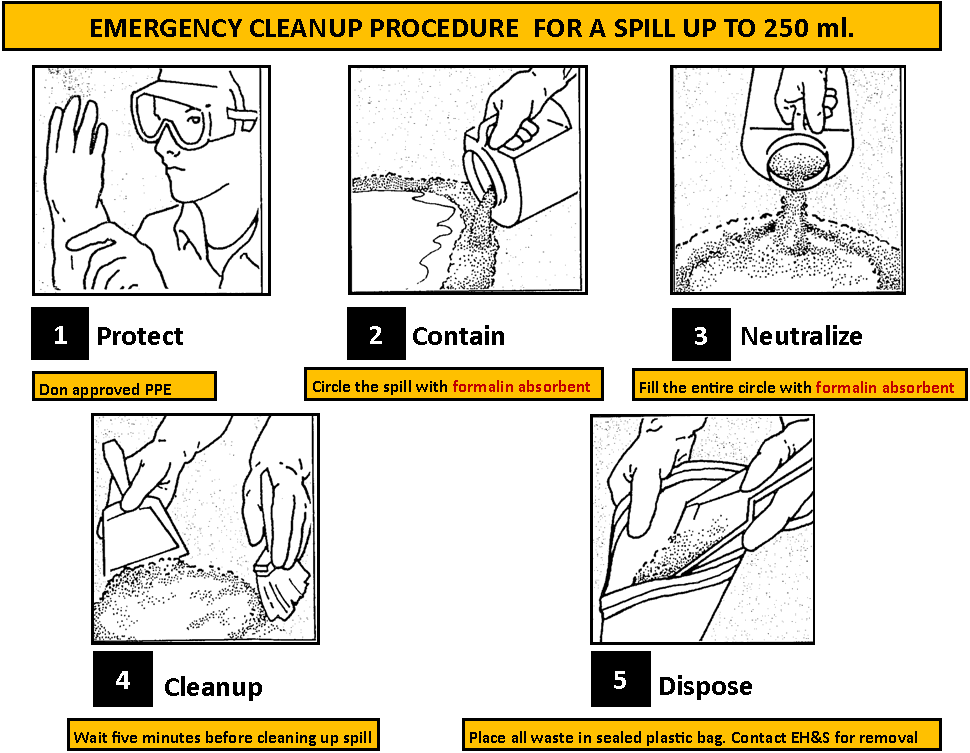 EMERGENCY CLEANUP PROCEDURE FOR A SPILL UP TO 250 ml.
1 Protect
2 Contain
3 Neutralize
Don approved PPE
Circle the spill with formalin absorbent
Fill the entire circle with formalin absorbent
4 Cleanup
5 Dispose
Wait five minutes before cleaning up spill
Place all waste in sealed plastic bag. Contact EH&S for removal